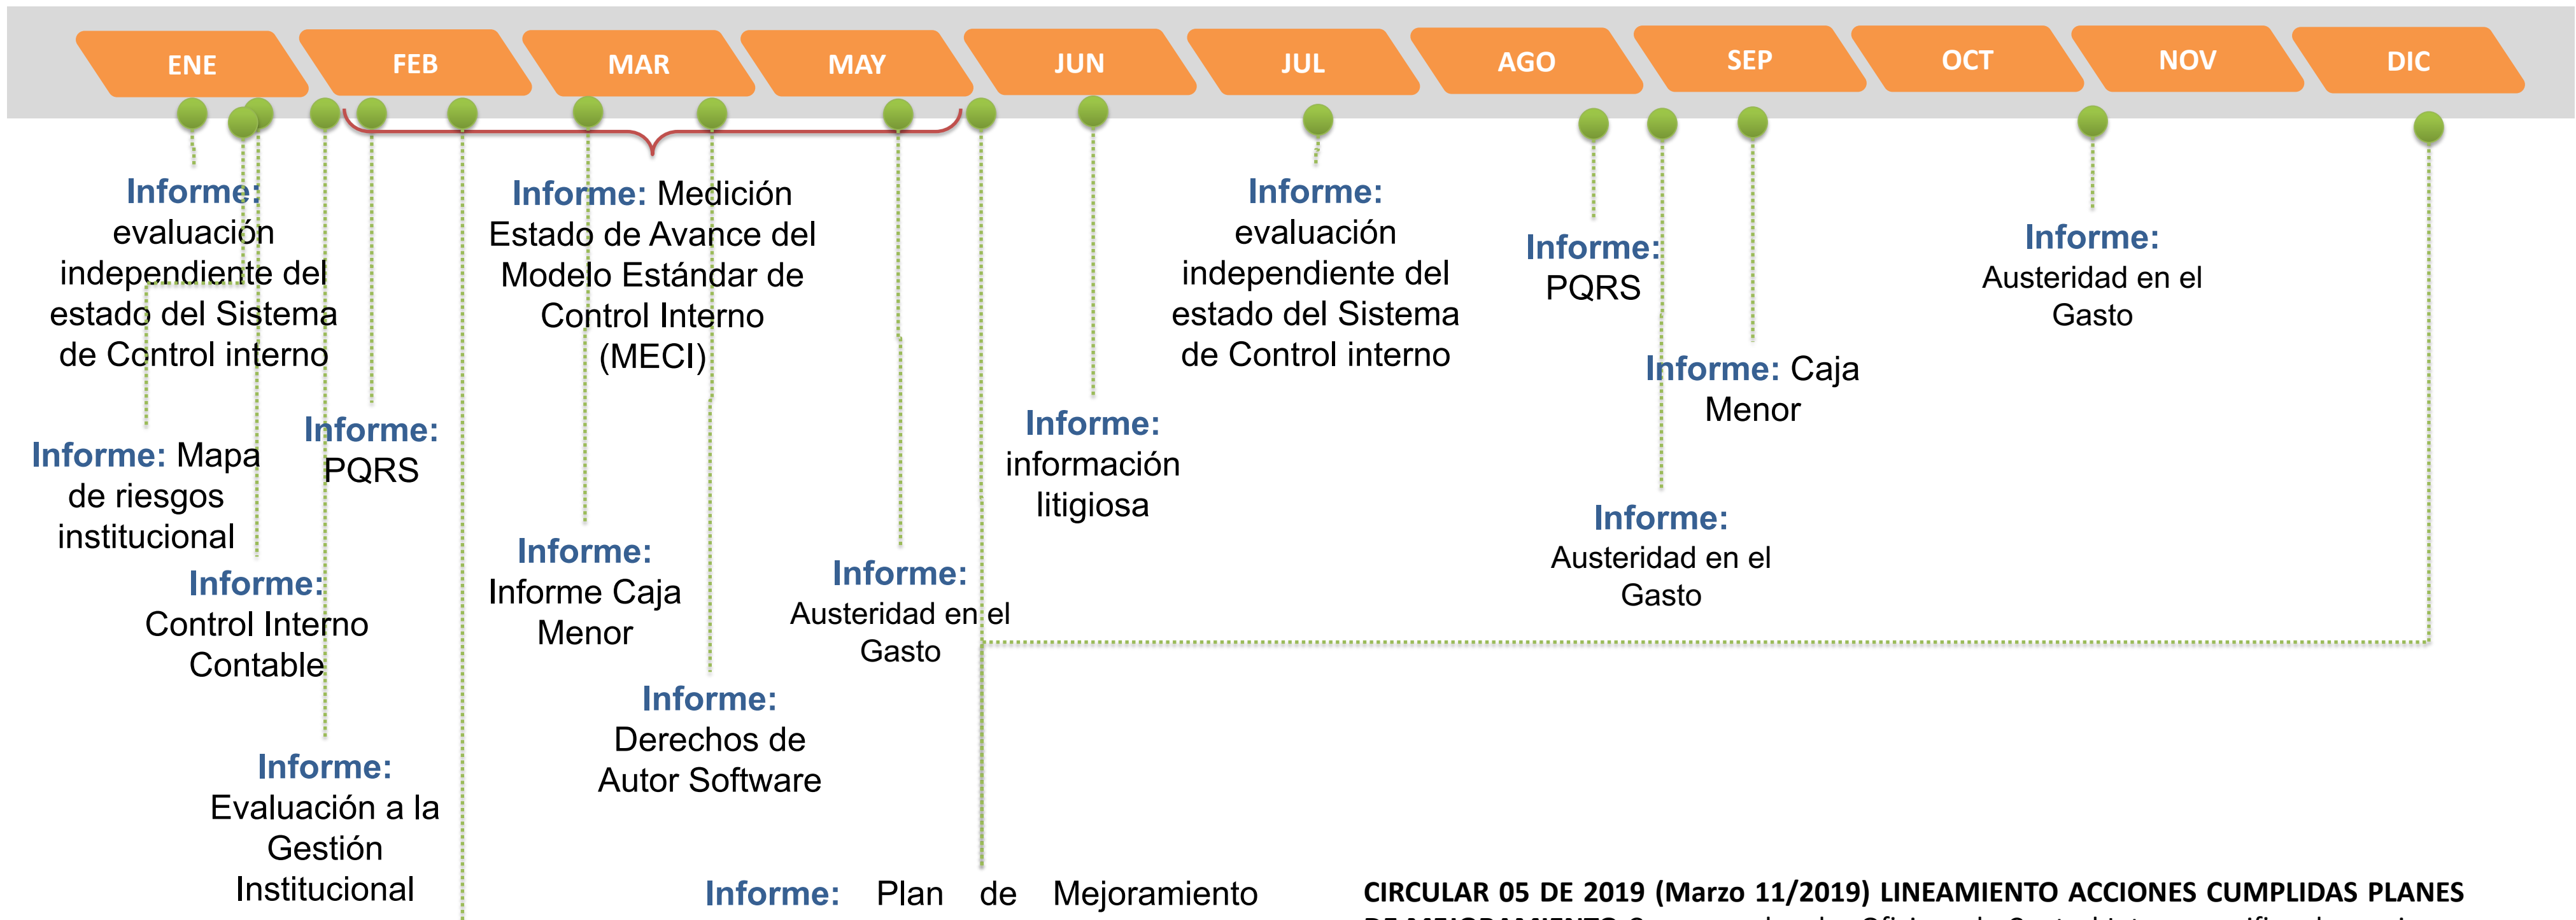 ENE
FEB
MAR
MAY
JUN
JUL
AGO
SEP
OCT
NOV
DIC
Informe:
evaluación
independiente del
estado del Sistema
de Control interno
Informe: Mapa
de riesgos
institucional
Informe:
Control Interno
Contable
Informe:
Evaluación a la
Gestión
Institucional
Informe:
PQRS
Informe: Medición
Estado de Avance del
Modelo Estándar de
Control Interno
(MECI)
Informe:
Informe Caja
Menor
Informe:
Derechos de
Autor Software
Informe:
Austeridad en el
Gasto
Informe: Plan de Mejoramiento
Informe:
información
litigiosa
Informe:
evaluación
independiente del
estado del Sistema
de Control interno
Informe:
PQRS
Informe:
Austeridad en el
Gasto
Informe: Caja
Menor
Informe:
Austeridad en el
Gasto
CIRCULAR 05 DE 2019 (Marzo 11/2019) LINEAMIENTO ACCIONES CUMPLIDAS PLANES
DE MEJORAMIENTO